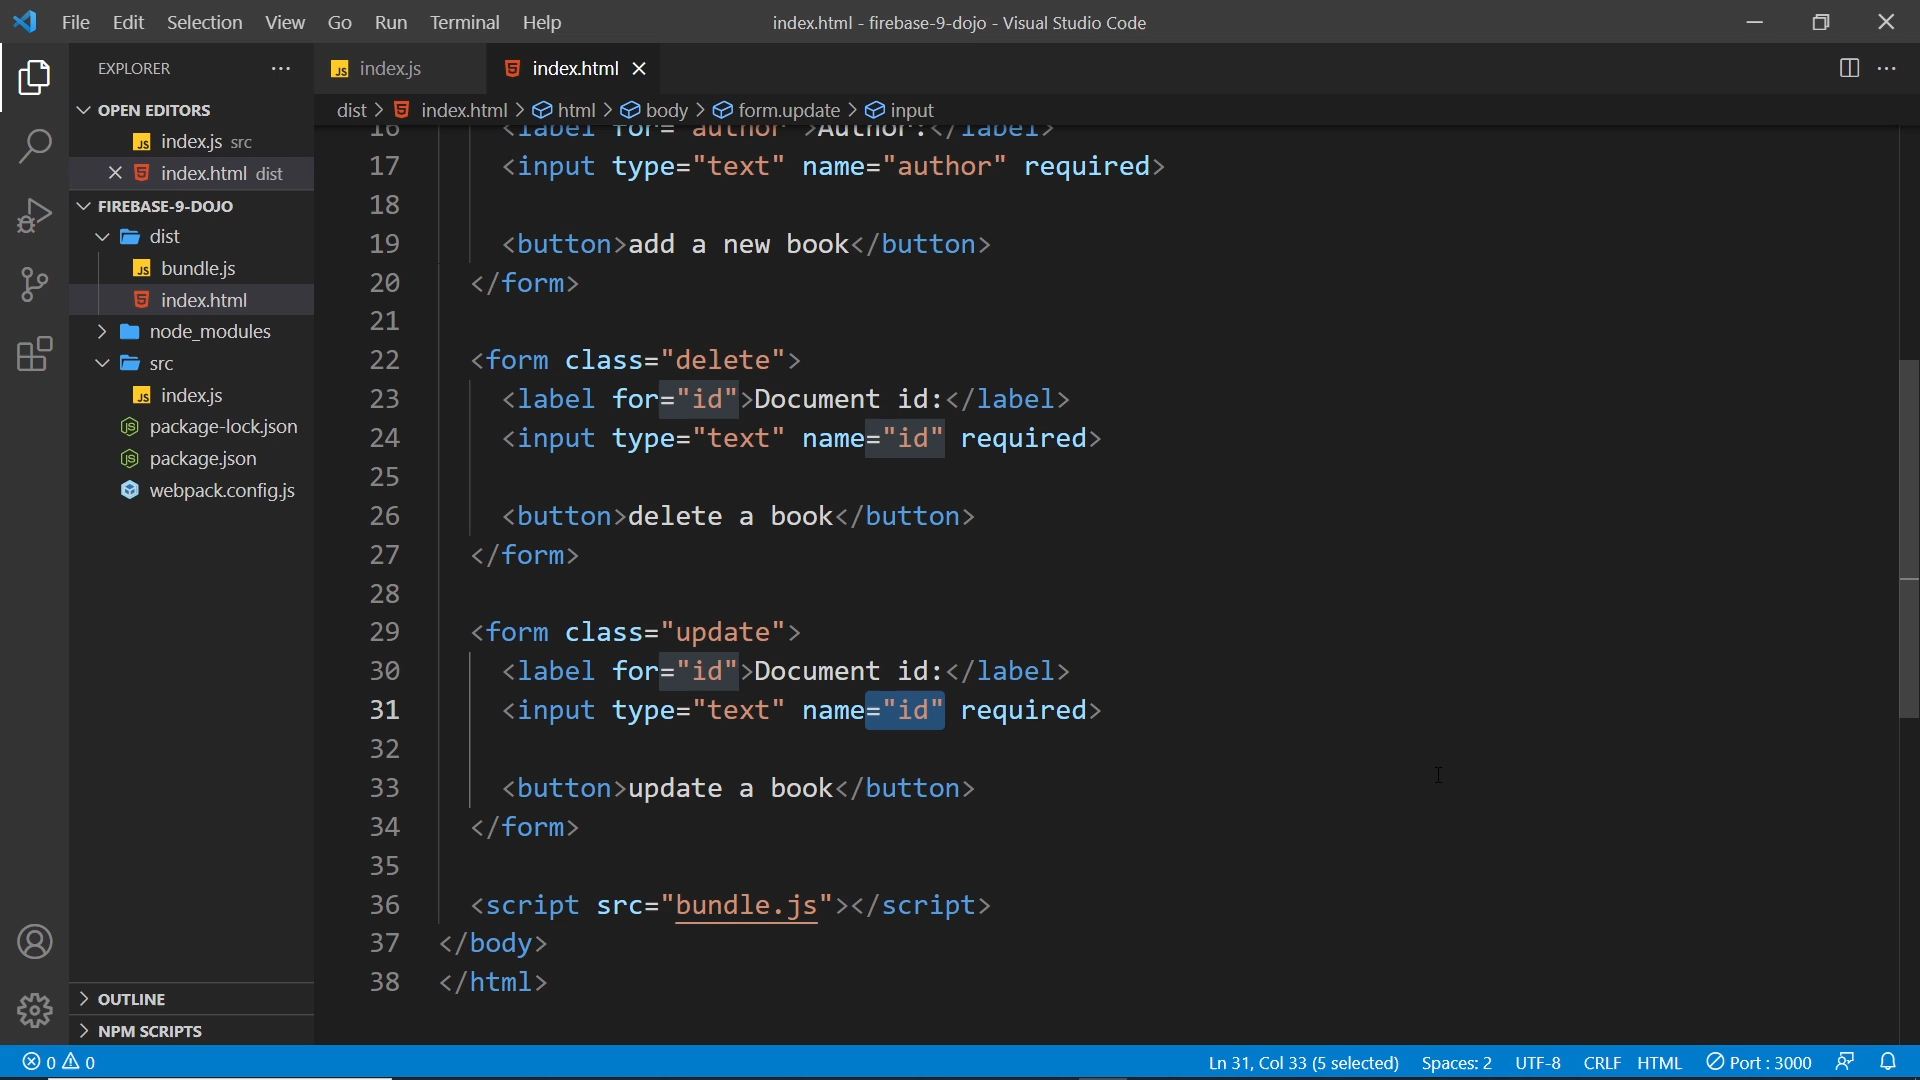 File Edit Selection View Go Run Terminal Help
index.html - firebase-9-dojo - Visual Studio Code
EXPLORER
OPEN EDITORS
index.js src
index.html dist
FIREBASE-9-DOJO
dist
bundle.js
index.html
node_modules
src
index.js
package-lock.json
package.json
webpack.config.js
OUTLINE
NPM SCRIPTS
index.js
index.html
dist > index.html > html > body > form.update > input
16 <label for="author">Author:</label>
17 <input type="text" name="author" required>
18
19 <button>add a new book</button>
20 </form>
21
22 <form class="delete">
23 <label for="id">Document id:</label>
24 <input type="text" name="id" required>
25
26 <button>delete a book</button>
27 </form>
28
29 <form class="update">
30 <label for="id">Document id:</label>
31 <input type="text" name="id" required>
32
33 <button>update a book</button>
34 </form>
35
36 <script src="bundle.js"></script>
37 </body>
38 </html>
0 0 Ln 31, Col 33 (5 selected) Spaces: 2 UTF-8 CRLF HTML Port : 3000